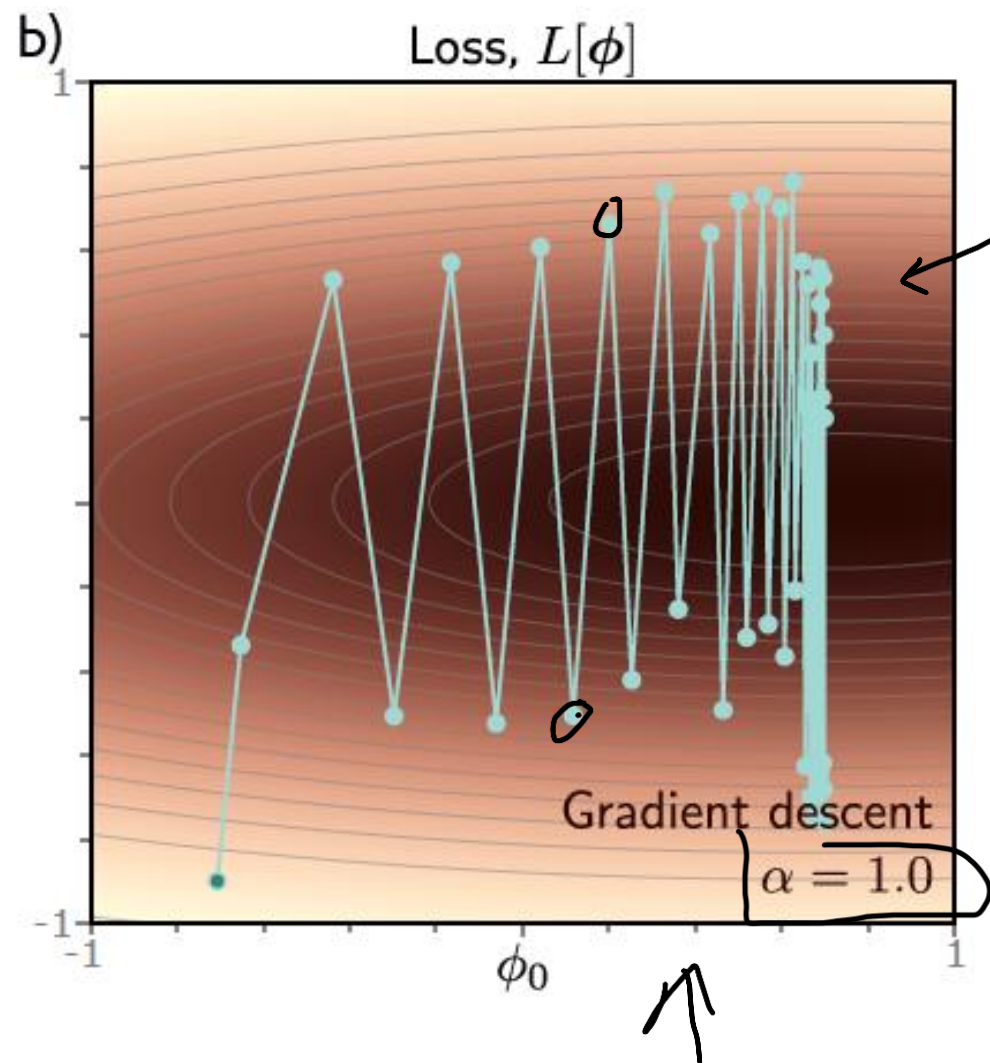 b)
Loss, L[ϕ]
1
Gradient descent
α = 1.0
-1
-1
ϕ₀
1